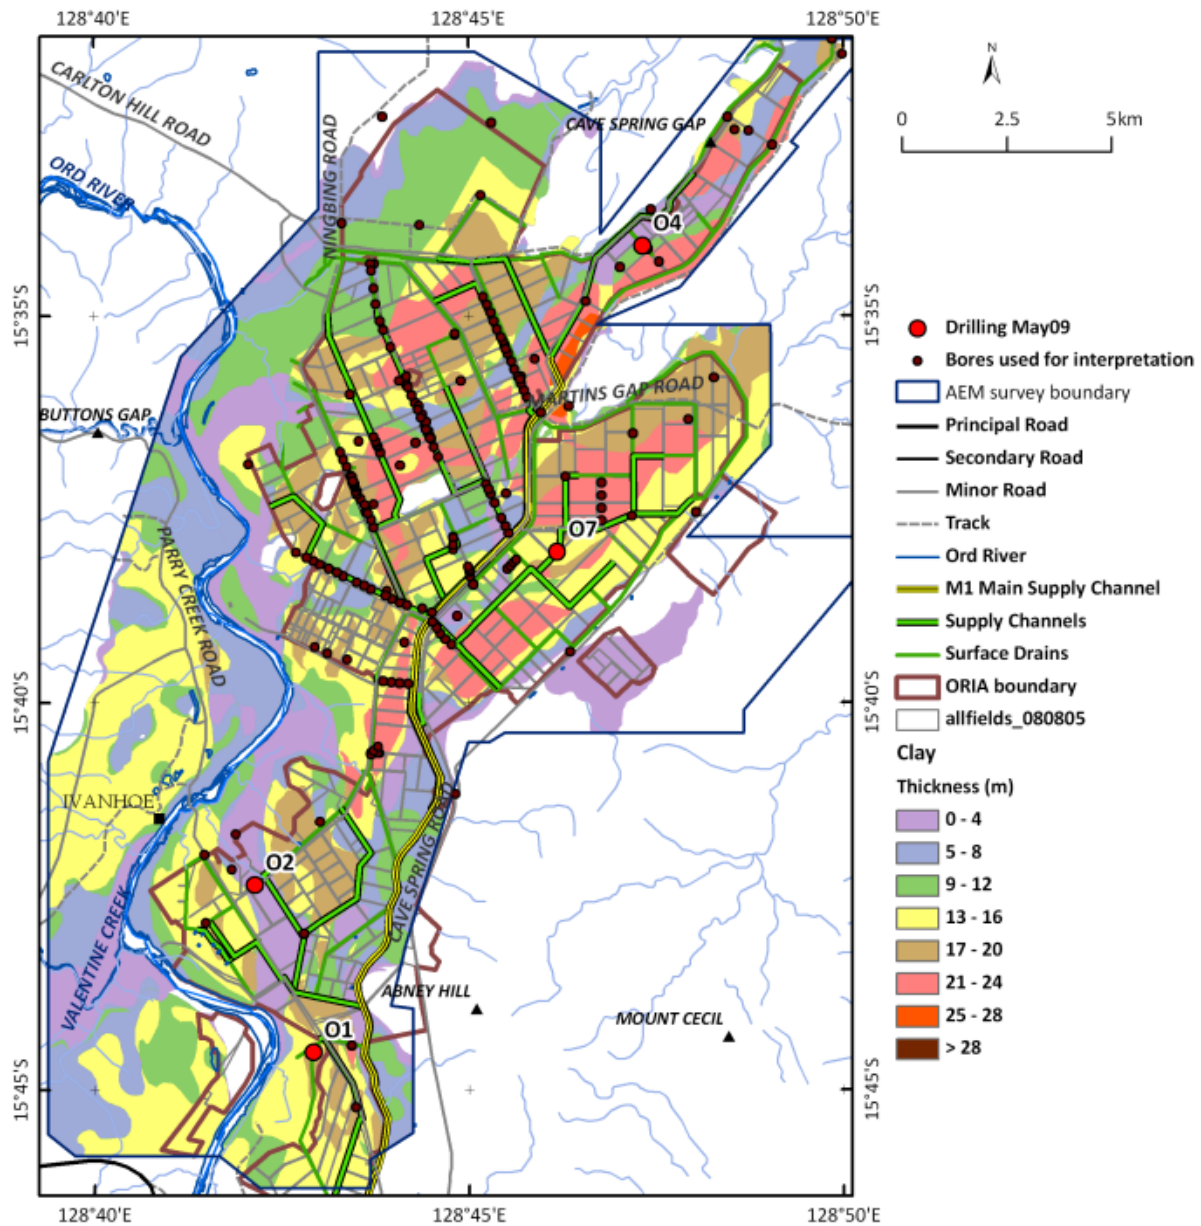 128°40'E
128°45'E
128°50'E
N
0 2.5 5km
CARLTON HILL ROAD
ORD RIVER
NINGBING ROAD
CAVE SPRING GAP
O4
15°35'S
15°35'S
Drilling May09
Bores used for interpretation
AEM survey boundary
MARTINS GAP ROAD
BUTTONS GAP
Principal Road
Secondary Road
Minor Road
Track
O7
PARRY CREEK ROAD
Ord River
M1 Main Supply Channel
Supply Channels
Surface Drains
ORIA boundary
15°40'S
15°40'S
allfields_080805
Clay
Thickness (m)
IVANHOE
0 - 4
5 - 8
O2
9 - 12
CAVE SPRING ROAD
VALENTINE CREEK
13 - 16
17 - 20
21 - 24
ABNEY HILL
MOUNT CECIL
25 - 28
O1
> 28
15°45'S
15°45'S
128°40'E
128°45'E
128°50'E